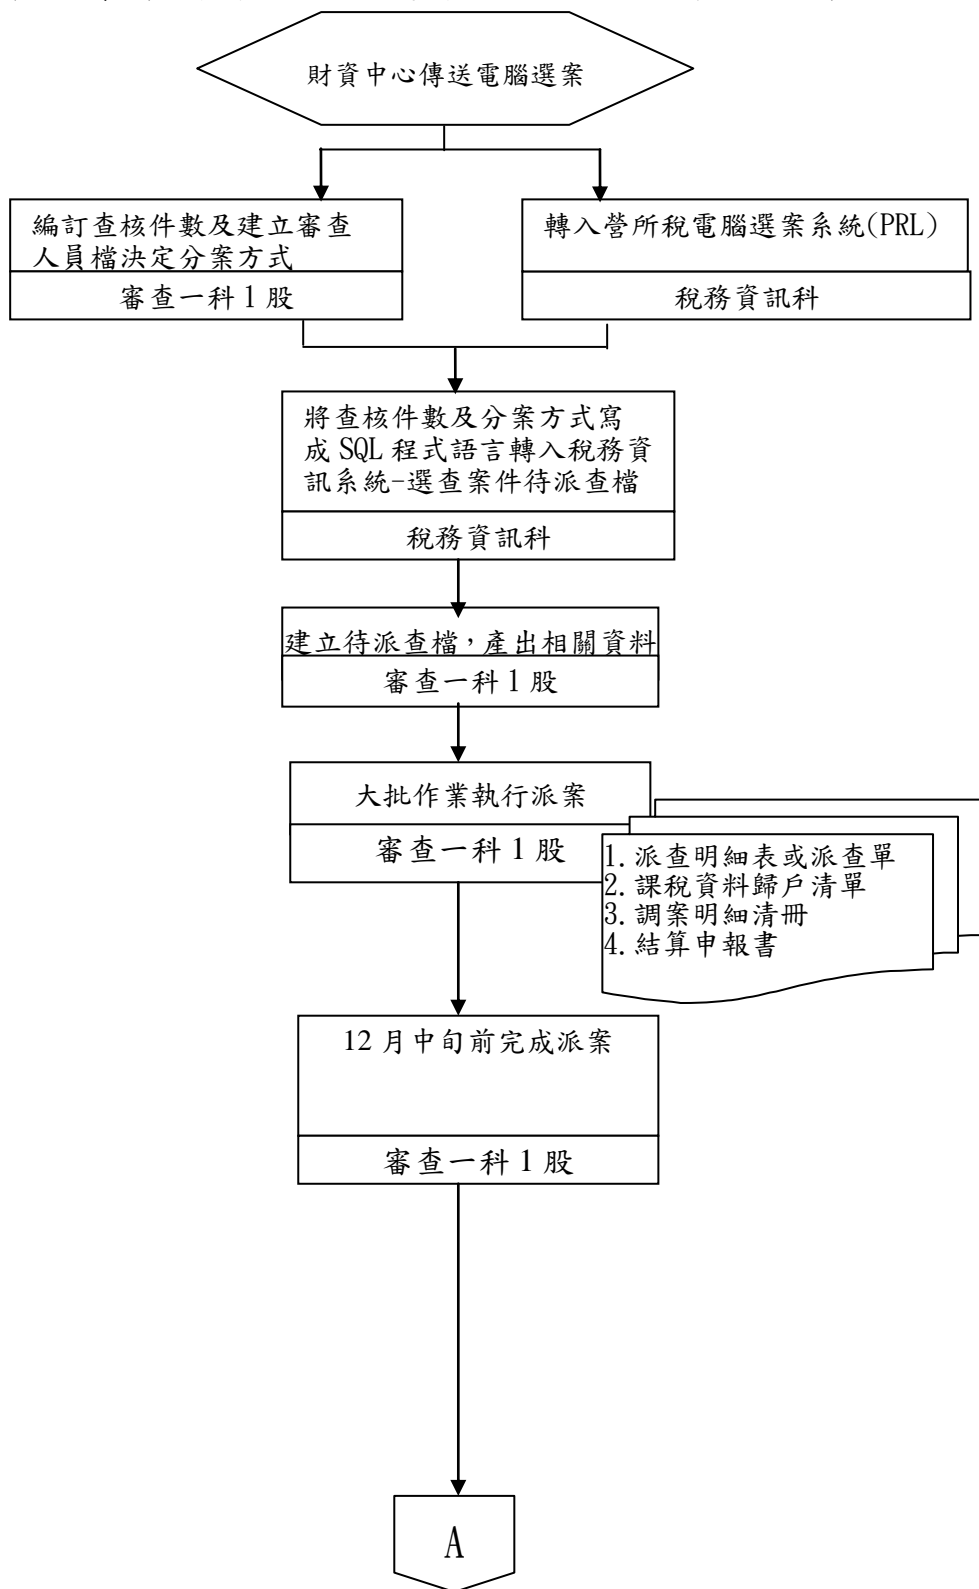 財資中心傳送電腦選案
編訂查核件數及建立審查
人員檔決定分案方式
審查一科 1 股
轉入營所稅電腦選案系統(PRL)
稅務資訊科
將查核件數及分案方式寫
成 SQL 程式語言轉入稅務資
訊系統-選查案件待派查檔
稅務資訊科
建立待派查檔，產出相關資料
審查一科 1 股
大批作業執行派案
審查一科 1 股
1. 派查明細表或派查單
2. 課稅資料歸戶清單
3. 調案明細清冊
4. 結算申報書
12 月中旬前完成派案
審查一科 1 股
A